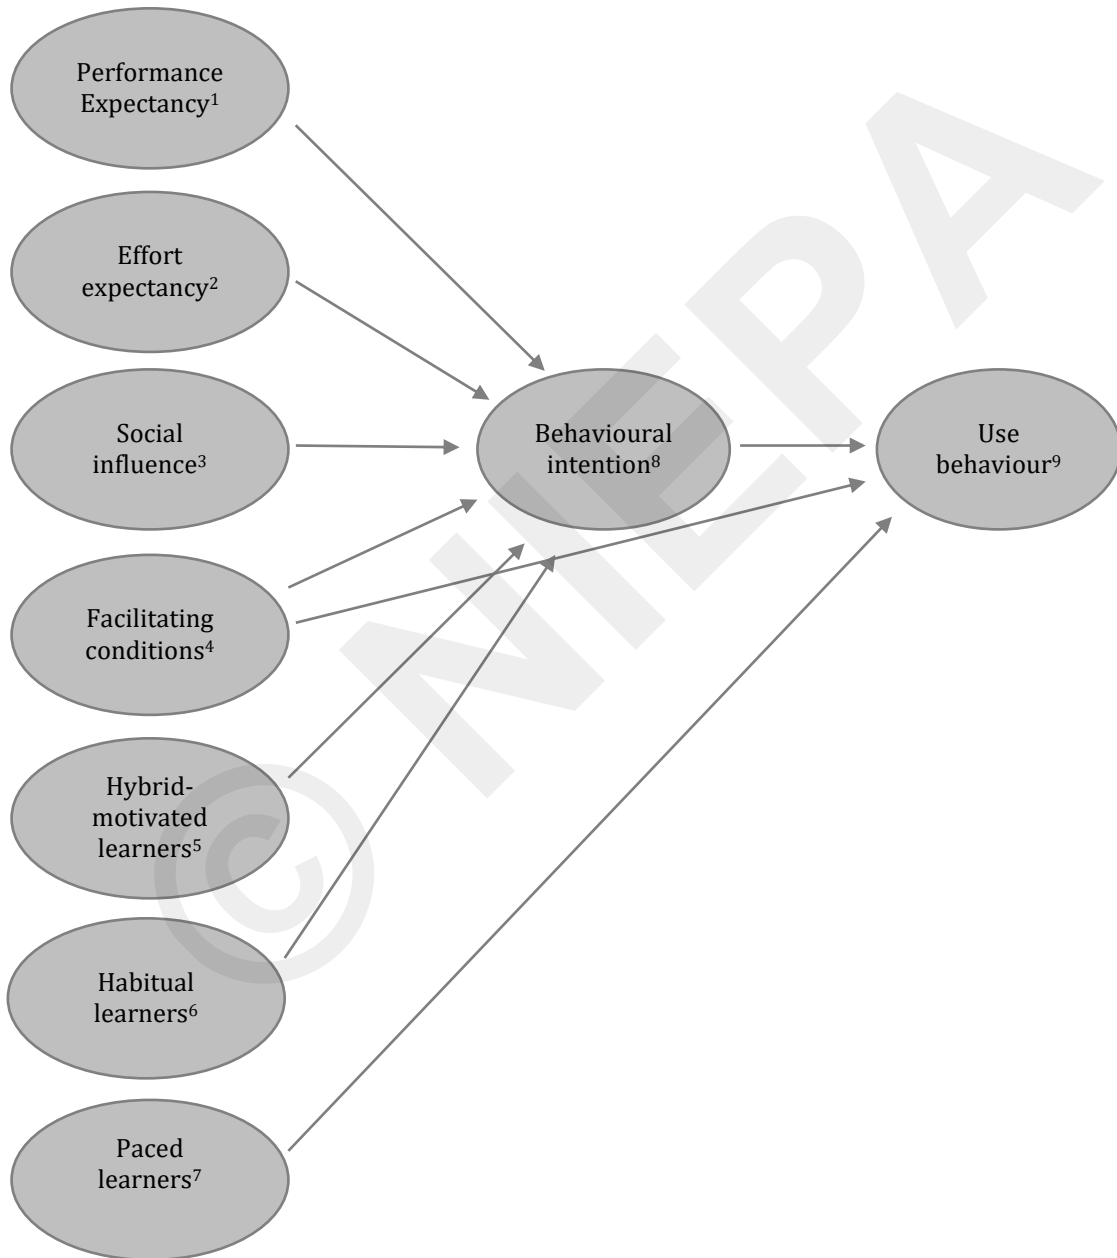 Performance
Expectancy¹
Effort
expectancy²
Social
influence³
Behavioural
intention⁸
Use
behaviour⁹
Facilitating
conditions⁴
Hybrid-
motivated
learners⁵
Habitual
learners⁶
Paced
learners⁷
© NIEPA